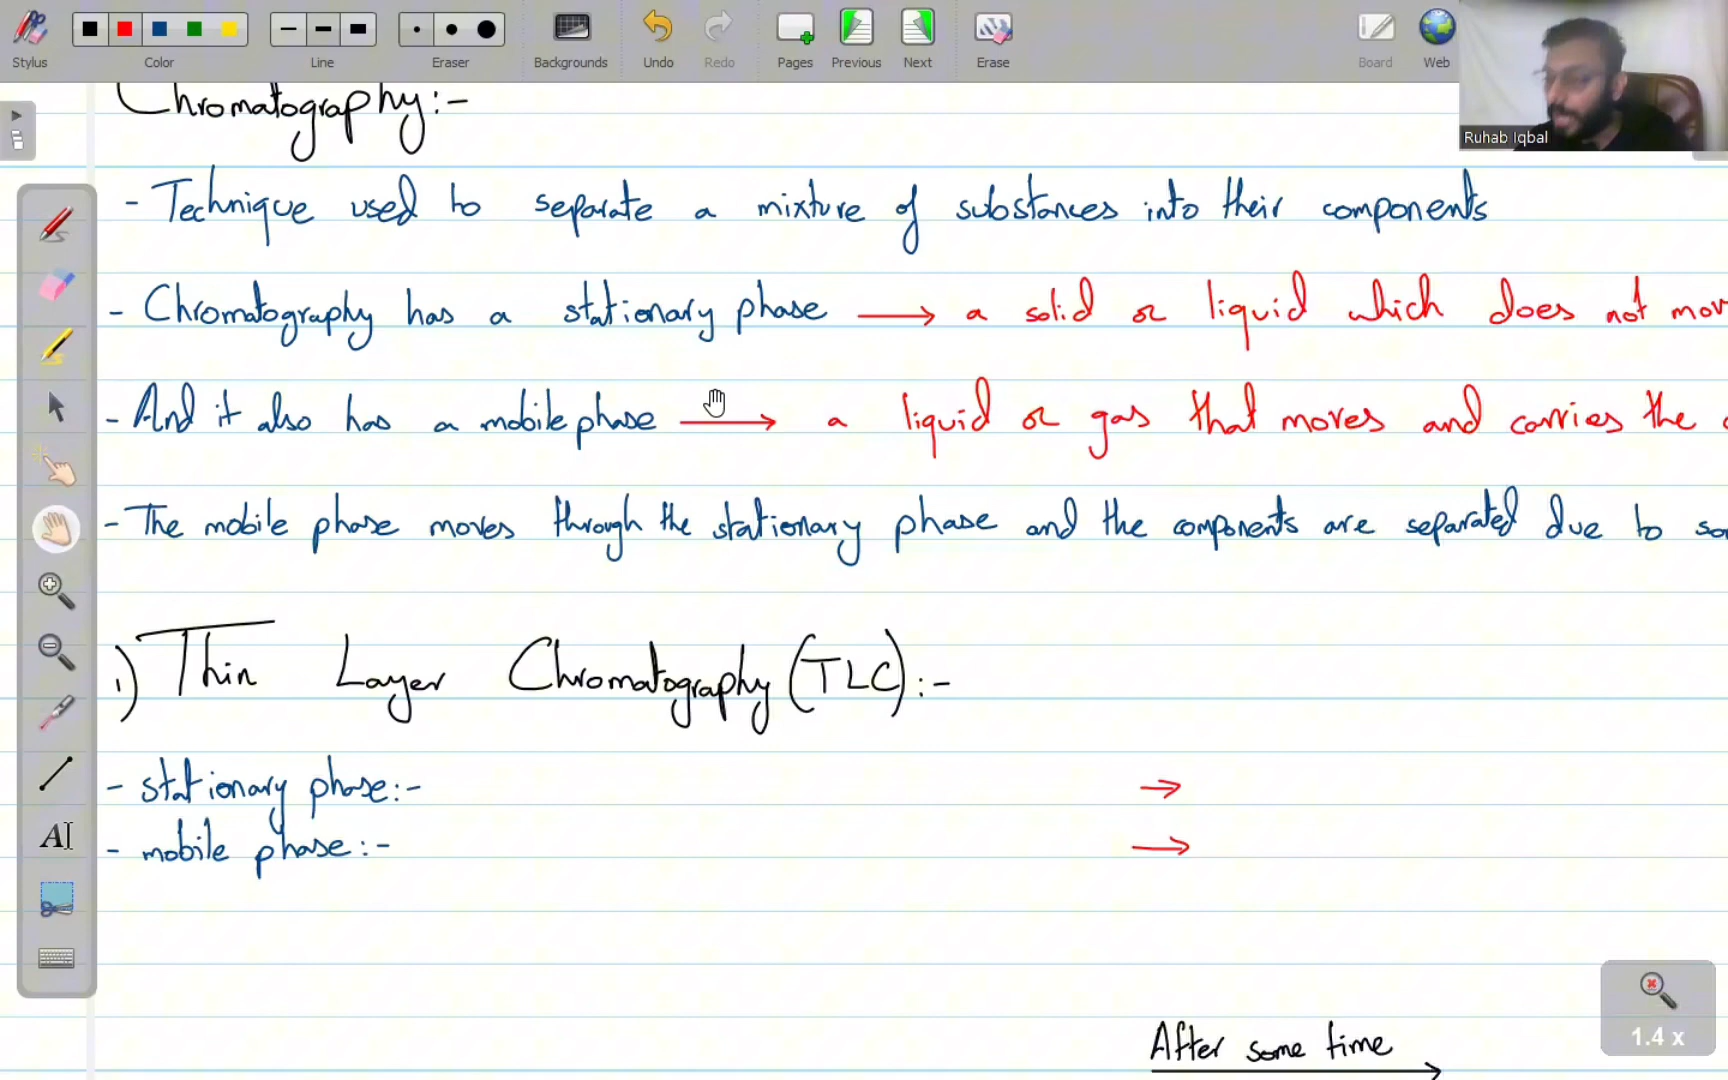 Stylus Color Line Eraser Backgrounds Undo Redo Pages Previous Next Erase Board Web
Ruhab Iqbal
Chromatography:-
- Technique used to separate a mixture of substances into their components
- Chromatography has a stationary phase → a solid or liquid which does not mov
- And it also has a mobile phase → a liquid or gas that moves and carries the
- The mobile phase moves through the stationary phase and the components are separated due to so
1) Thin Layer Chromatography (TLC):-
- stationary phase:- →
- mobile phase:- →
After some time
AI
1.4 x